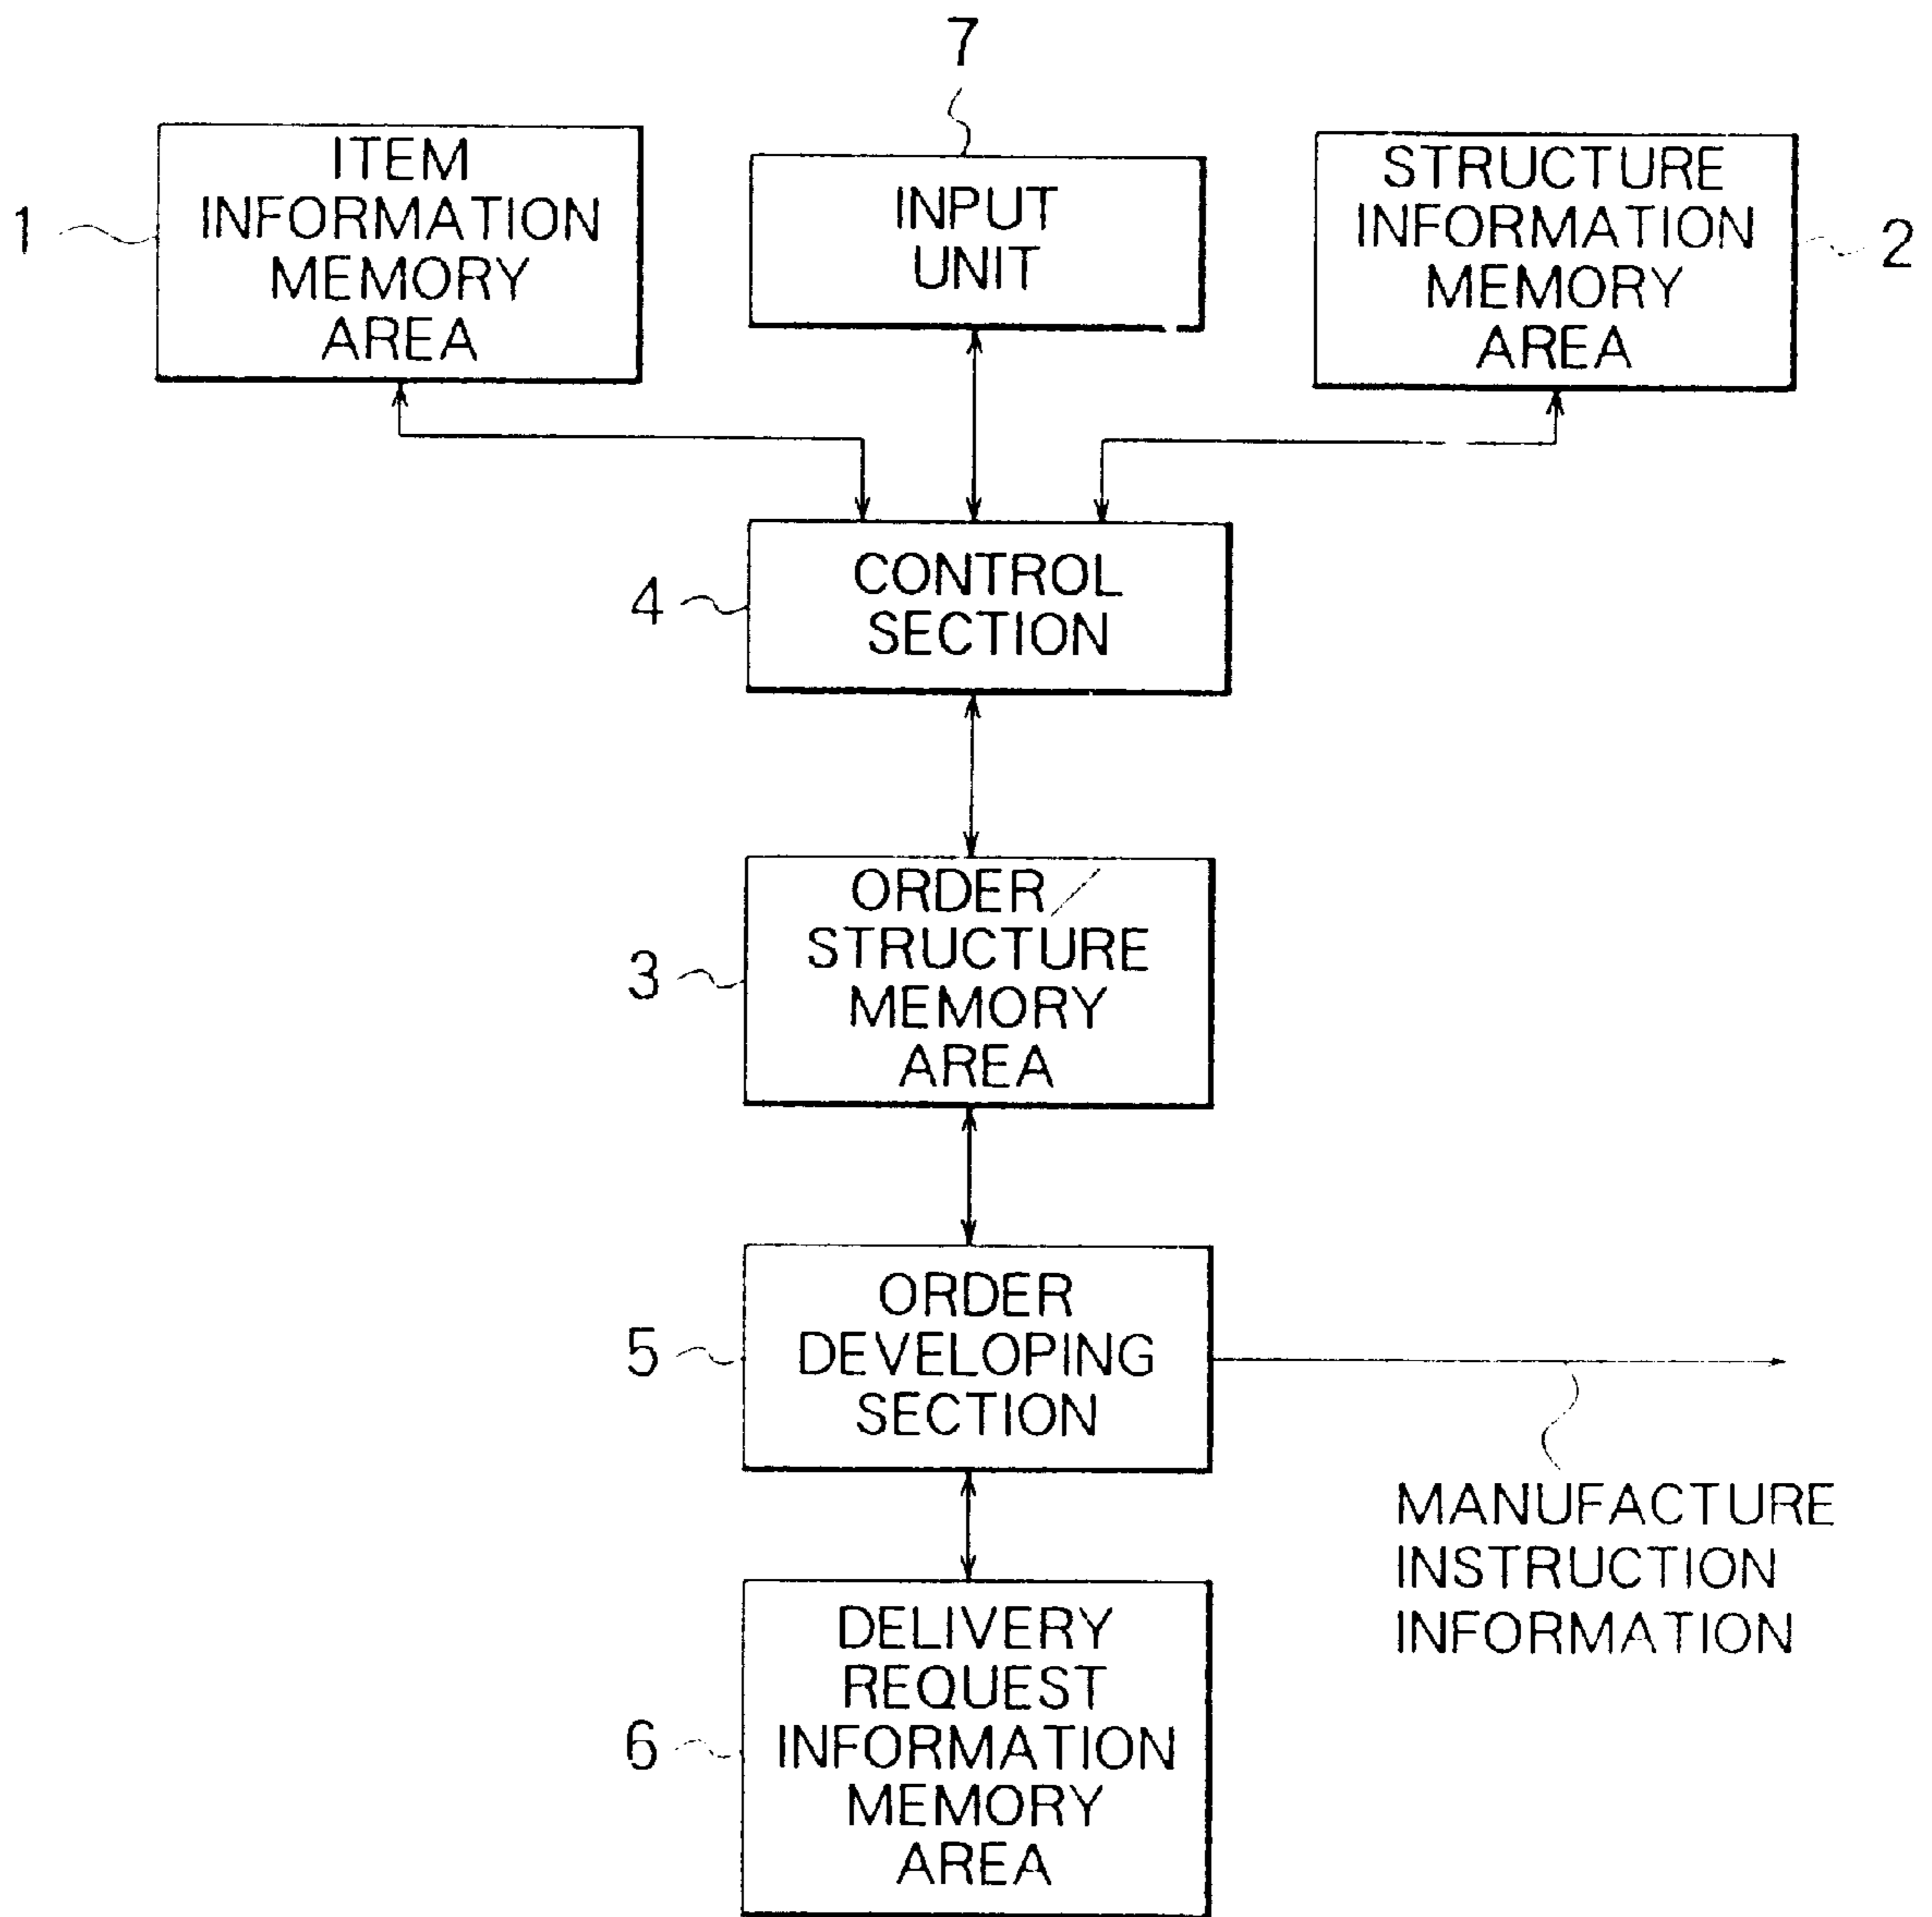 7
1
ITEM
INFORMATION
MEMORY
AREA
INPUT
UNIT
STRUCTURE
INFORMATION
MEMORY
AREA
2
4
CONTROL
SECTION
3
ORDER
STRUCTURE
MEMORY
AREA
5
ORDER
DEVELOPING
SECTION
MANUFACTURE
INSTRUCTION
INFORMATION
6
DELIVERY
REQUEST
INFORMATION
MEMORY
AREA